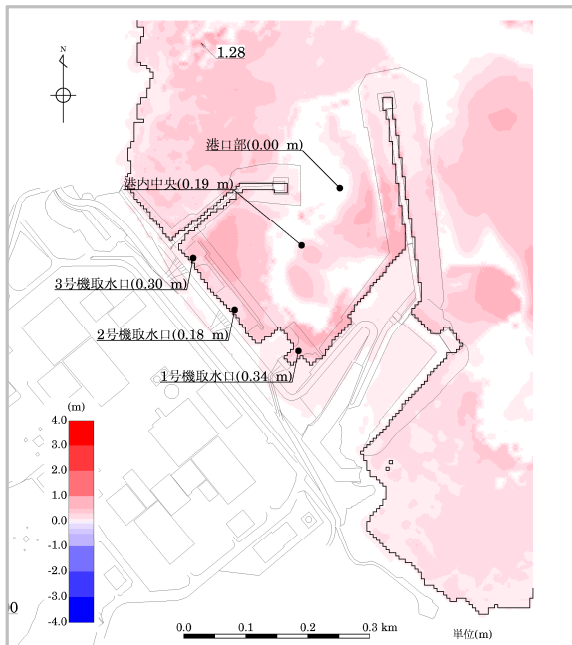 N
1.28
港口部(0.00 m)
港内中央(0.19 m)
3号機取水口(0.30 m)
2号機取水口(0.18 m)
1号機取水口(0.34 m)
(m)
4.0
3.0
2.0
1.0
0.0
-1.0
-2.0
-3.0
-4.0
0.0 0.1 0.2 0.3 km
単位(m)